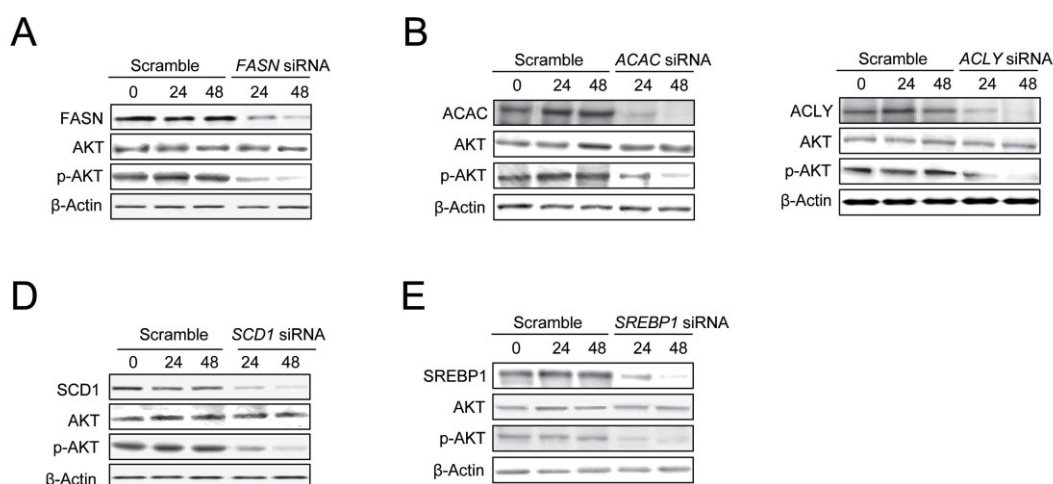 A
Scramble FASN siRNA
0 24 48 24 48
FASN
AKT
p-AKT
β-Actin
B
Scramble ACAC siRNA
0 24 48 24 48
ACAC
AKT
p-AKT
β-Actin
Scramble ACLY siRNA
0 24 48 24 48
ACLY
AKT
p-AKT
β-Actin
D
Scramble SCD1 siRNA
0 24 48 24 48
SCD1
AKT
p-AKT
β-Actin
E
Scramble SREBP1 siRNA
0 24 48 24 48
SREBP1
AKT
p-AKT
β-Actin